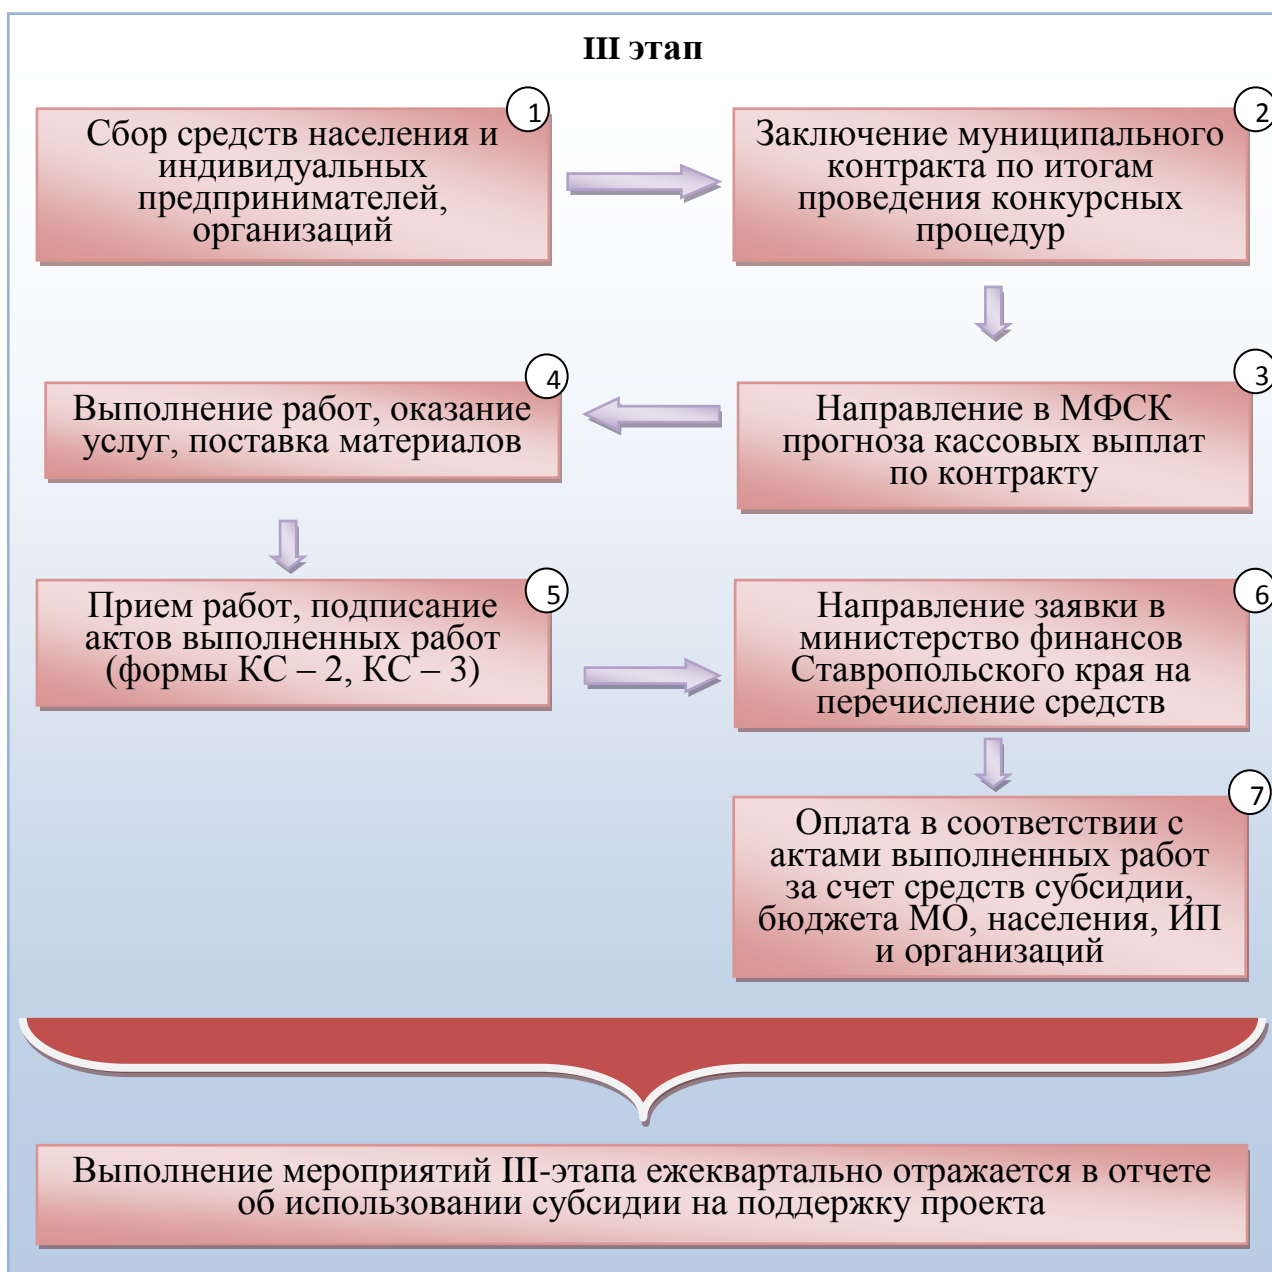 III этап
1
Сбор средств населения и
индивидуальных
предпринимателей,
организаций
2
Заключение муниципального
контракта по итогам
проведения конкурсных
процедур
3
Направление в МФСК
прогноза кассовых выплат
по контракту
4
Выполнение работ, оказание
услуг, поставка материалов
5
Прием работ, подписание
актов выполненных работ
(формы КС – 2, КС – 3)
6
Направление заявки в
министерство финансов
Ставропольского края на
перечисление средств
7
Оплата в соответствии с
актами выполненных работ
за счет средств субсидии,
бюджета МО, населения, ИП
и организаций
Выполнение мероприятий III-этапа ежеквартально отражается в отчете
об использовании субсидии на поддержку проекта